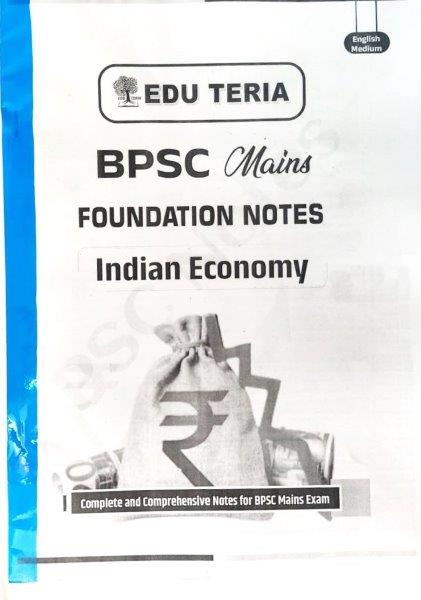 English
Medium
EDU TERIA
BPSC Mains
FOUNDATION NOTES
Indian Economy
₹
Complete and Comprehensive Notes for BPSC Mains Exam